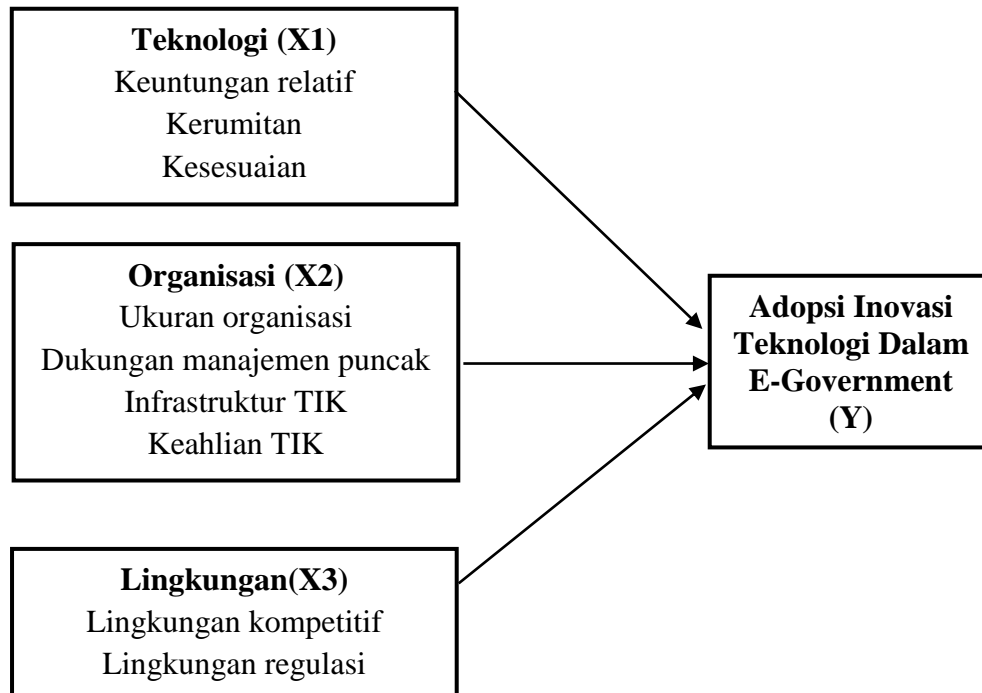 Teknologi (X1)
Keuntungan relatif
Kerumitan
Kesesuaian
Organisasi (X2)
Ukuran organisasi
Dukungan manajemen puncak
Infrastruktur TIK
Keahlian TIK
Lingkungan(X3)
Lingkungan kompetitif
Lingkungan regulasi
Adopsi Inovasi
Teknologi Dalam
E-Government
(Y)